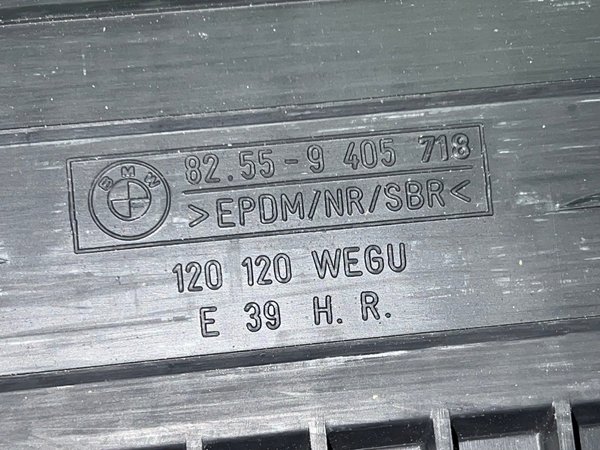 BMW
82.55-9 405 718
>EPDM/NR/SBR<
120 120 WEGU
E 39 H.R.